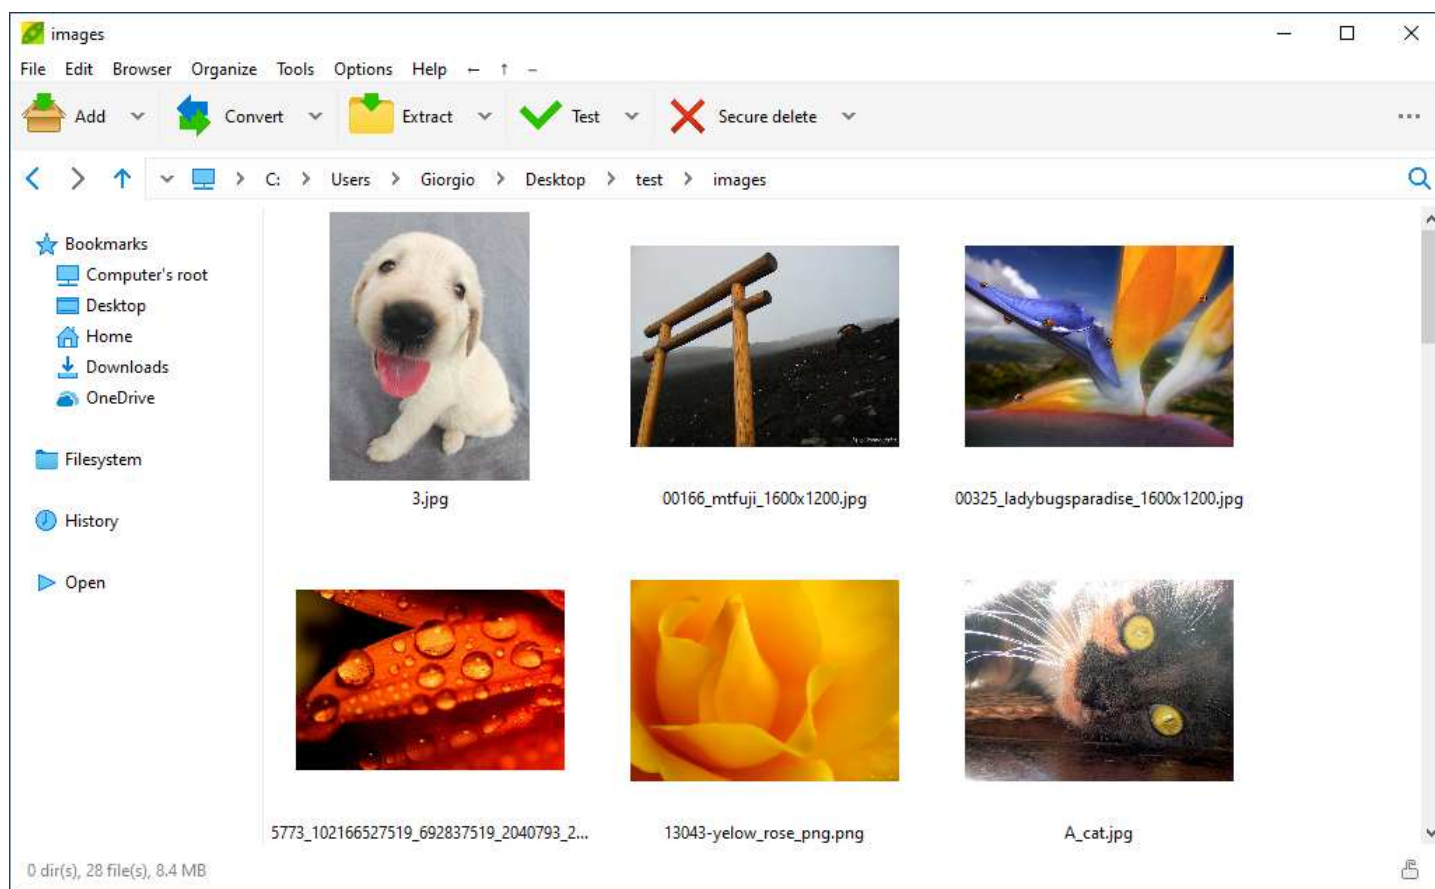 images
File Edit Browser Organize Tools Options Help
Add Convert Extract Test Secure delete
C: Users Giorgio Desktop test images
Bookmarks
Computer's root
Desktop
Home
Downloads
OneDrive
Filesystem
History
Open
3.jpg 00166_mtfuji_1600x1200.jpg 00325_ladybugsparadise_1600x1200.jpg
5773_102166527519_692837519_2040793_2... 13043-yelow_rose_png.png A_cat.jpg
0 dir(s), 28 file(s), 8.4 MB